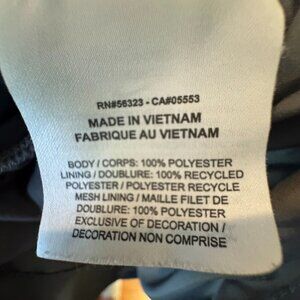 RN#56323 - CA#05553
MADE IN VIETNAM
FABRIQUE AU VIETNAM
BODY / CORPS: 100% POLYESTER
LINING / DOUBLURE: 100% RECYCLED
POLYESTER / POLYESTER RECYCLE
MESH LINING / MAILLE FILET DE
DOUBLURE: 100% POLYESTER
EXCLUSIVE OF DECORATION /
DECORATION NON COMPRISE